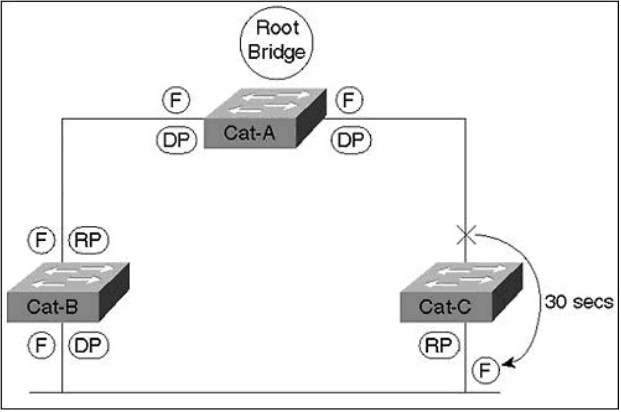 Root
Bridge
F
F
DP
Cat-A
DP
F
RP
Cat-B
F
DP
Cat-C
30 secs
RP
F